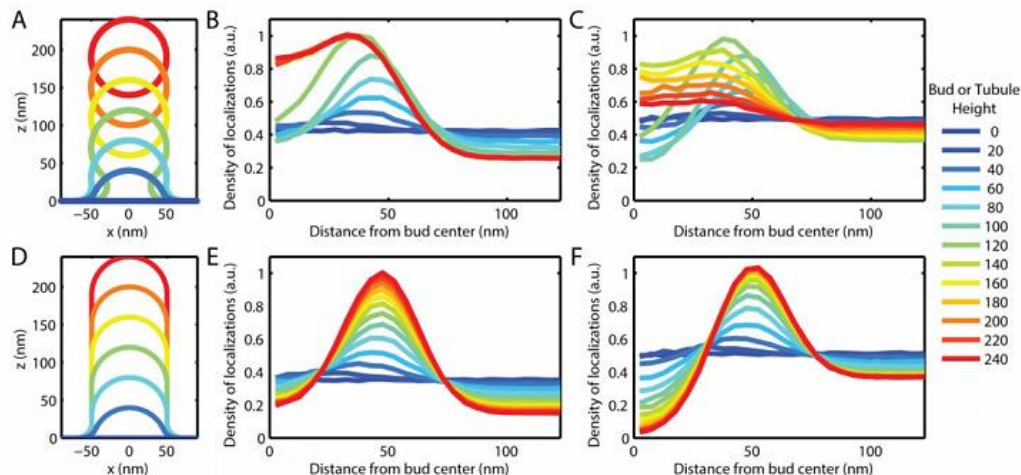 A
z (nm)
200
150
100
50
0
−50 0 50
x (nm)
B
Density of localizations (a.u.)
1
0.8
0.6
0.4
0.2
0
0 50 100
Distance from bud center (nm)
C
Density of localizations (a.u.)
1
0.8
0.6
0.4
0.2
0
0 50 100
Distance from bud center (nm)
D
z (nm)
200
150
100
50
0
−50 0 50
x (nm)
E
Density of localizations (a.u.)
1
0.8
0.6
0.4
0.2
0
0 50 100
Distance from bud center (nm)
F
Density of localizations (a.u.)
1
0.8
0.6
0.4
0.2
0
0 50 100
Distance from bud center (nm)
Bud or Tubule
Height
0
20
40
60
80
100
120
140
160
180
200
220
240